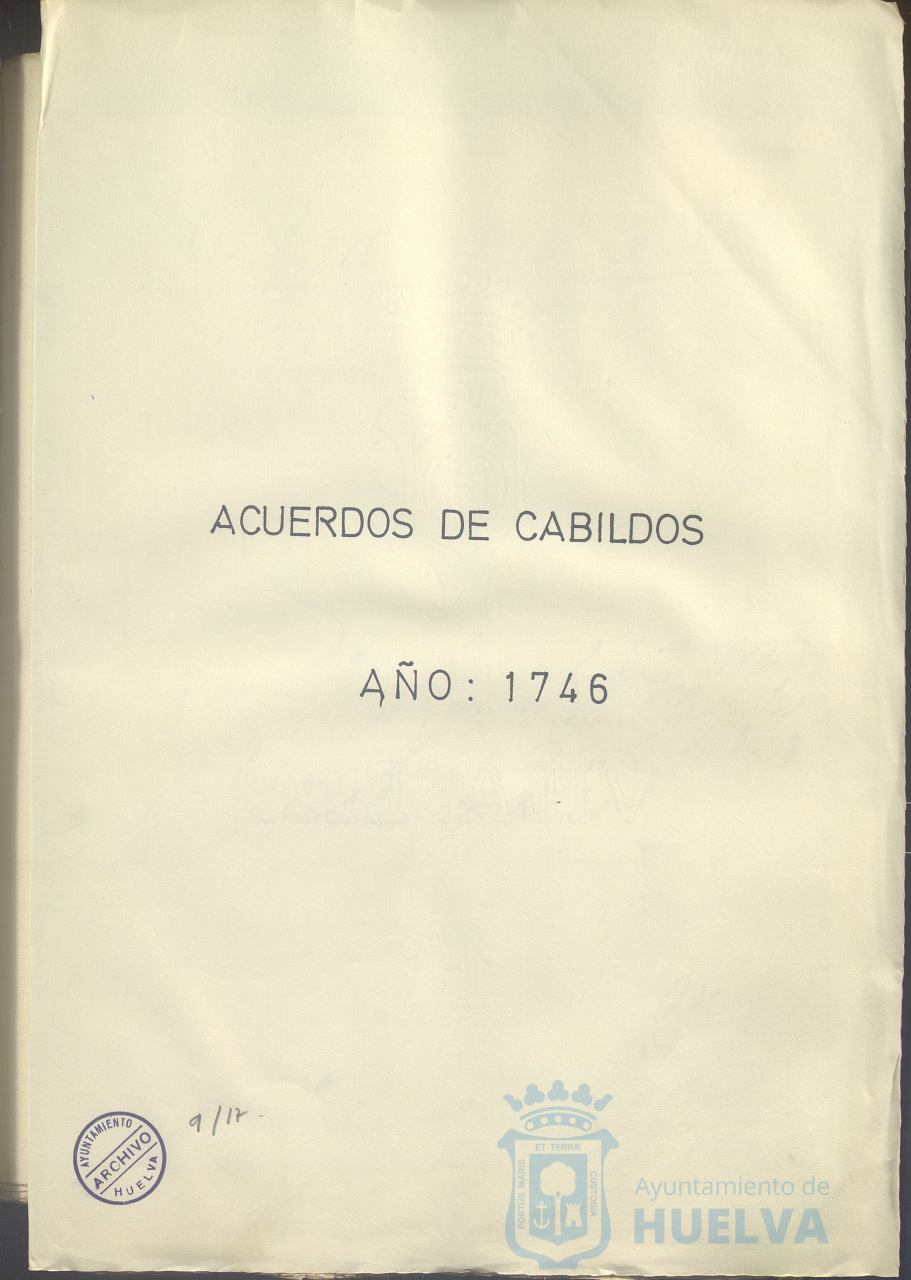 ACUERDOS DE CABILDOS
AÑO: 1746
9/17.
AYUNTAMIENTO
ARCHIVO
HUELVA
ET TERRÆ
PORTUS MARIS
CUSTODIA
Ayuntamiento de
HUELVA